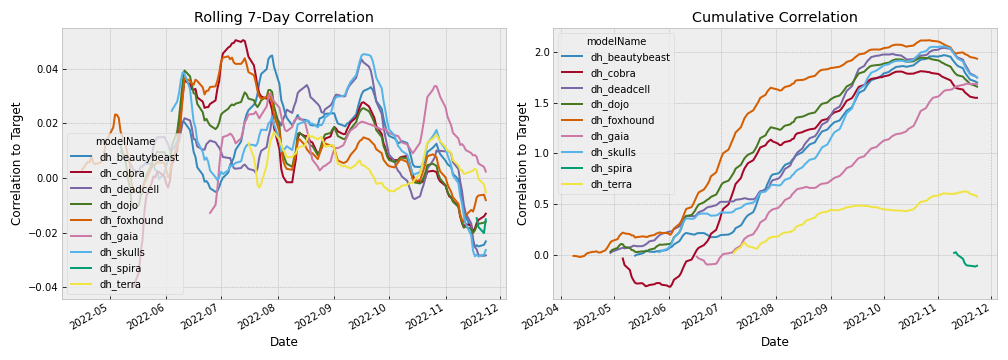 Rolling 7-Day Correlation
Correlation to Target
0.04
0.02
0.00
−0.02
−0.04
modelName
dh_beautybeast
dh_cobra
dh_deadcell
dh_dojo
dh_foxhound
dh_gaia
dh_skulls
dh_spira
dh_terra
2022-05
2022-06
2022-07
2022-08
2022-09
2022-10
2022-11
2022-12
Date
Cumulative Correlation
Correlation to Target
2.0
1.5
1.0
0.5
0.0
modelName
dh_beautybeast
dh_cobra
dh_deadcell
dh_dojo
dh_foxhound
dh_gaia
dh_skulls
dh_spira
dh_terra
2022-04
2022-05
2022-06
2022-07
2022-08
2022-09
2022-10
2022-11
2022-12
Date